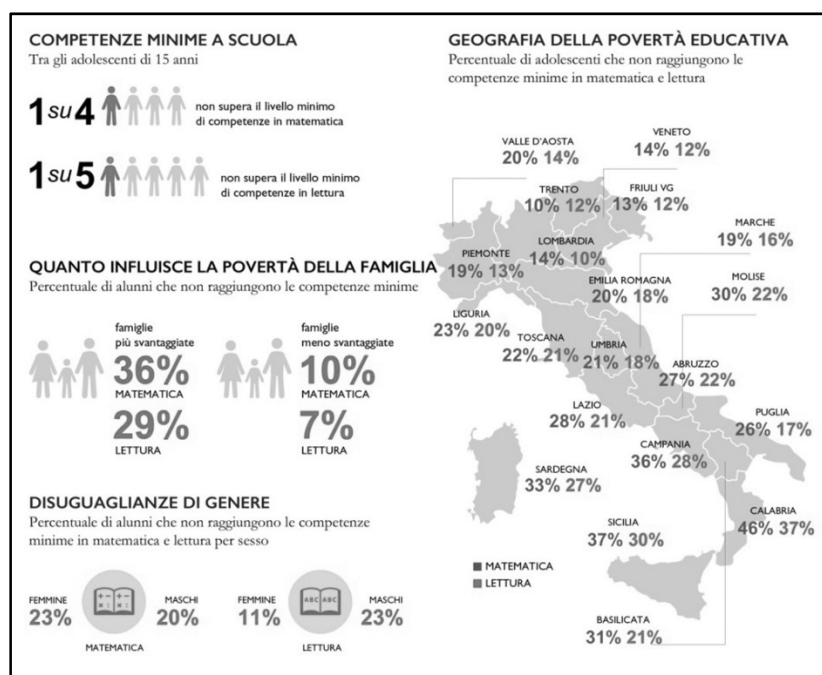 COMPETENZE MINIME A SCUOLA
Tra gli adolescenti di 15 anni
1 su 4
non supera il livello minimo
di competenze in matematica
1 su 5
non supera il livello minimo
di competenze in lettura
QUANTO INFLUISCE LA POVERTÀ DELLA FAMIGLIA
Percentuale di alunni che non raggiungono le competenze minime
famiglie
più svantaggiate
36%
MATEMATICA
29%
LETTURA
famiglie
meno svantaggiate
10%
MATEMATICA
7%
LETTURA
DISUGUAGLIANZE DI GENERE
Percentuale di alunni che non raggiungono le competenze
minime in matematica e lettura per sesso
FEMMINE
23%
MASCHI
20%
MATEMATICA
FEMMINE
11%
ABC ABC
MASCHI
23%
LETTURA
GEOGRAFIA DELLA POVERTÀ EDUCATIVA
Percentuale di adolescenti che non raggiungono le
competenze minime in matematica e lettura
VALLE D'AOSTA
20% 14%
VENETO
14% 12%
TRENTO
10% 12%
FRIULI VG
13% 12%
MARCHE
19% 16%
PIEMONTE
19% 13%
LOMBARDIA
14% 10%
EMILIA ROMAGNA
20% 18%
MOLISE
30% 22%
LIGURIA
23% 20%
TOSCANA
22% 21%
UMBRIA
21% 18%
ABRUZZO
27% 22%
LAZIO
28% 21%
PUGLIA
26% 17%
CAMPANIA
36% 28%
SARDEGNA
33% 27%
CALABRIA
46% 37%
SICILIA
37% 30%
MATEMATICA
LETTURA
BASILICATA
31% 21%